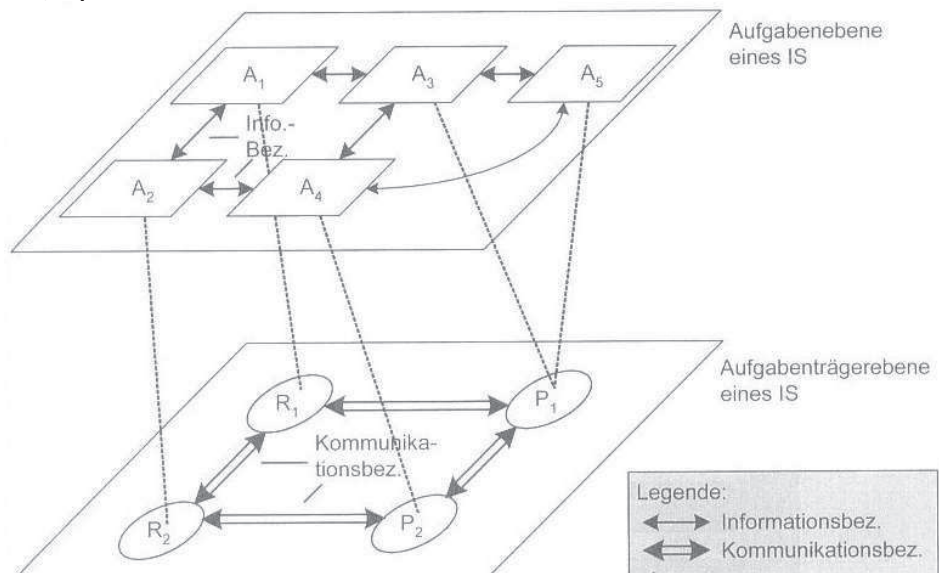 Aufgabenebene
eines IS
A1
A3
A5
Info.-
Bez.
A2
A4
Aufgabenträgerebene
eines IS
R1
P1
Kommunika-
tionsbez.
R2
P2
Legende:
Informationsbez.
Kommunikationsbez.